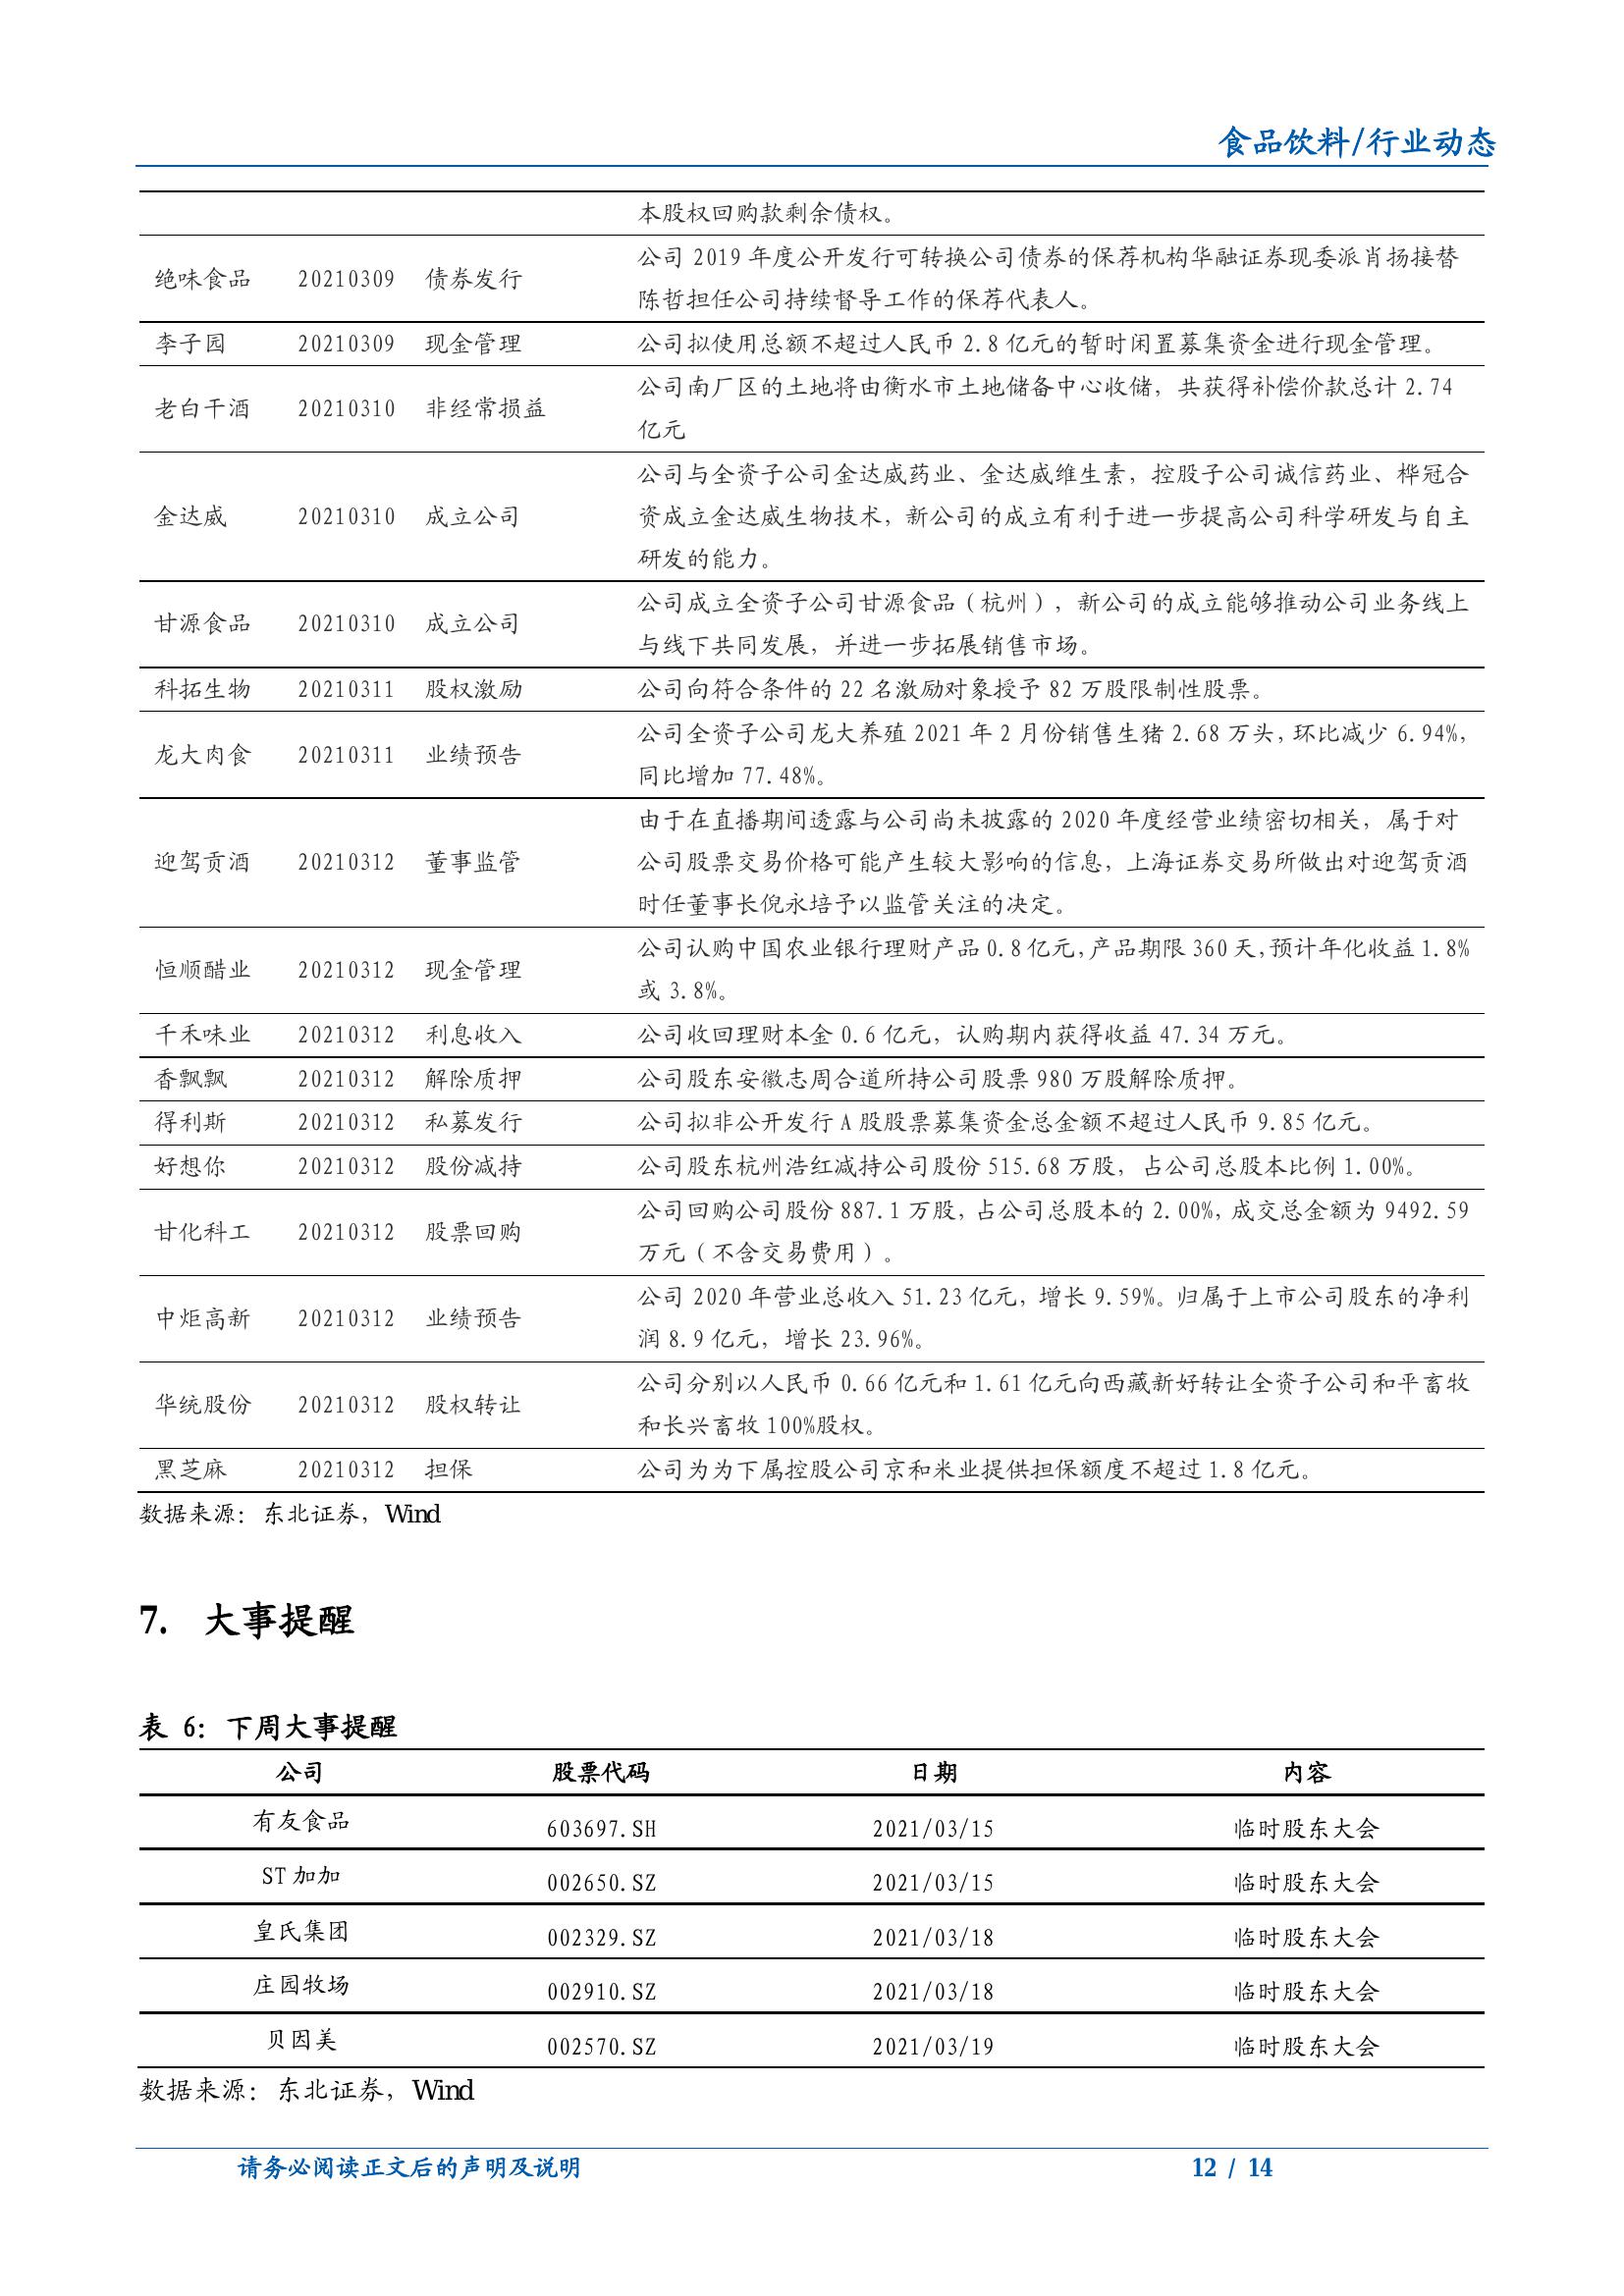 食品饮料/行业动态
本股权回购款剩余债权。
绝味食品 20210309 债券发行 公司 2019 年度公开发行可转换公司债券的保荐机构华融证券现委派肖扬接替
陈哲担任公司持续督导工作的保荐代表人。
李子园 20210309 现金管理 公司拟使用总额不超过人民币 2.8 亿元的暂时闲置募集资金进行现金管理。
老白干酒 20210310 非经常损益 公司南厂区的土地将由衡水市土地储备中心收储，共获得补偿价款总计 2.74
亿元
金达威 20210310 成立公司 公司与全资子公司金达威药业、金达威维生素，控股子公司诚信药业、桦冠合
资成立金达威生物技术，新公司的成立有利于进一步提高公司科学研发与自主
研发的能力。
甘源食品 20210310 成立公司 公司成立全资子公司甘源食品（杭州），新公司的成立能够推动公司业务线上
与线下共同发展，并进一步拓展销售市场。
科拓生物 20210311 股权激励 公司向符合条件的 22 名激励对象授予 82 万股限制性股票。
龙大肉食 20210311 业绩预告 公司全资子公司龙大养殖 2021 年 2 月份销售生猪 2.68 万头，环比减少 6.94%，
同比增加 77.48%。
迎驾贡酒 20210312 董事监管 由于在直播期间透露与公司尚未披露的 2020 年度经营业绩密切相关，属于对
公司股票交易价格可能产生较大影响的信息，上海证券交易所做出对迎驾贡酒
时任董事长倪永培予以监管关注的决定。
恒顺醋业 20210312 现金管理 公司认购中国农业银行理财产品 0.8 亿元，产品期限 360 天，预计年化收益 1.8%
或 3.8%。
千禾味业 20210312 利息收入 公司收回理财本金 0.6 亿元，认购期内获得收益 47.34 万元。
香飘飘 20210312 解除质押 公司股东安徽志周合道所持公司股票 980 万股解除质押。
得利斯 20210312 私募发行 公司拟非公开发行 A 股股票募集资金总金额不超过人民币 9.85 亿元。
好想你 20210312 股份减持 公司股东杭州浩红减持公司股份 515.68 万股，占公司总股本比例 1.00%。
甘化科工 20210312 股票回购 公司回购公司股份 887.1 万股，占公司总股本的 2.00%，成交总金额为 9492.59
万元（不含交易费用）。
中炬高新 20210312 业绩预告 公司 2020 年营业总收入 51.23 亿元，增长 9.59%。归属于上市公司股东的净利
润 8.9 亿元，增长 23.96%。
华统股份 20210312 股权转让 公司分别以人民币 0.66 亿元和 1.61 亿元向西藏新好转让全资子公司和平畜牧
和长兴畜牧 100%股权。
黑芝麻 20210312 担保 公司为为下属控股公司京和米业提供担保额度不超过 1.8 亿元。
数据来源：东北证券，Wind
7. 大事提醒
表 6：下周大事提醒
公司 股票代码 日期 内容
有友食品 603697.SH 2021/03/15 临时股东大会
ST 加加 002650.SZ 2021/03/15 临时股东大会
皇氏集团 002329.SZ 2021/03/18 临时股东大会
庄园牧场 002910.SZ 2021/03/18 临时股东大会
贝因美 002570.SZ 2021/03/19 临时股东大会
数据来源：东北证券，Wind
请务必阅读正文后的声明及说明 12 / 14